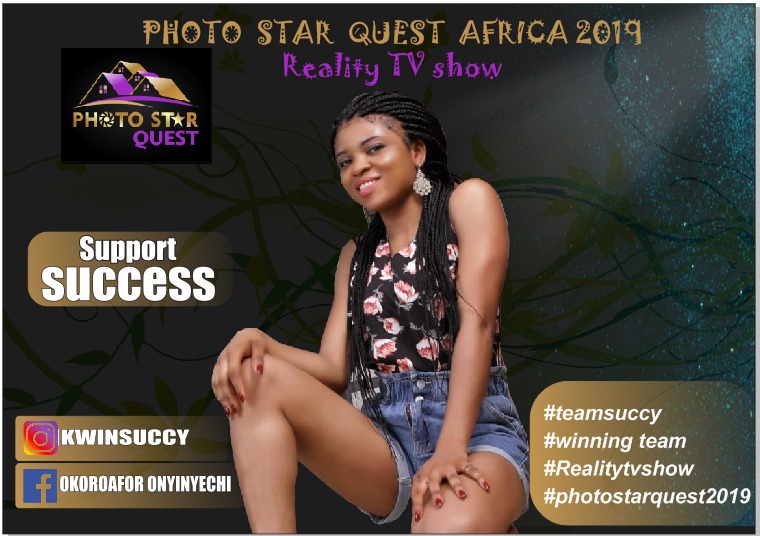 PHOTO STAR QUEST AFRICA 2019
Reality TV show
PHOTO STAR
QUEST
Support
success
KWINSUCCY
OKOROAFOR ONYINYECHI
#teamsuccy
#winning team
#Realitytvshow
#photostarquest2019